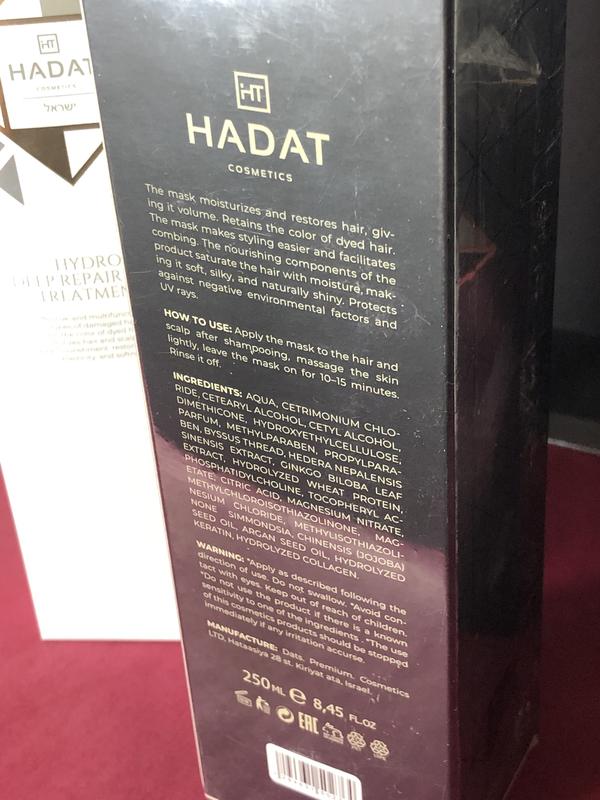 HT
HADAT
COSMETICS
ישראל
HYDRO
DEEP REPAIR
TREATMEN
HT
HADAT
COSMETICS
The mask moisturizes and restores hair, giv-
ing it volume. Retains the color of dyed hair.
The mask makes styling easier and facilitates
combing. The nourishing components of the
product saturate the hair with moisture, mak-
ing it soft, silky, and naturally shiny. Protects
against negative environmental factors and
UV rays.
HOW TO USE: Apply the mask to the hair and
scalp after shampooing, massage the skin
lightly, leave the mask on for 10–15 minutes.
Rinse it off.
INGREDIENTS: AQUA, CETRIMONIUM CHLO-
RIDE, CETEARYL ALCOHOL, CETYL ALCOHOL,
DIMETHICONE, HYDROXYETHYLCELLULOSE,
PARFUM, METHYLPARABEN, PROPYLPARA-
BEN, BYSSUS THREAD, HEDERA NEPALENSIS
SINENSIS EXTRACT, GINKGO BILOBA LEAF
EXTRACT, HYDROLYZED WHEAT PROTEIN,
PHOSPHATIDYLCHOLINE, TOCOPHERYL AC-
ETATE, CITRIC ACID, MAGNESIUM NITRATE,
METHYLCHLOROISOTHIAZOLINONE, MAG-
NESIUM CHLORIDE, METHYLISOTHIAZOLI-
NONE SIMMONDSIA, CHINENSIS (JOJOBA)
SEED OIL, ARGAN SEED OIL, HYDROLYZED
KERATIN, HYDROLYZED COLLAGEN.
WARNING: *Apply as described following the
direction of use. Do not swallow. *Avoid con-
tact with eyes. Keep out of reach of children.
*Do not use the product if there is a known
sensitivity to one of the ingredients . *The use
of this cosmetics products should be stopped
immediately if any irritation accurse.
MANUFACTURE: Dats. Premium. Cosmetics
LTD, Hataasiya 28 st. Kiriyat ata, Israel.
250 ML e 8,45 FL.OZ
EAC